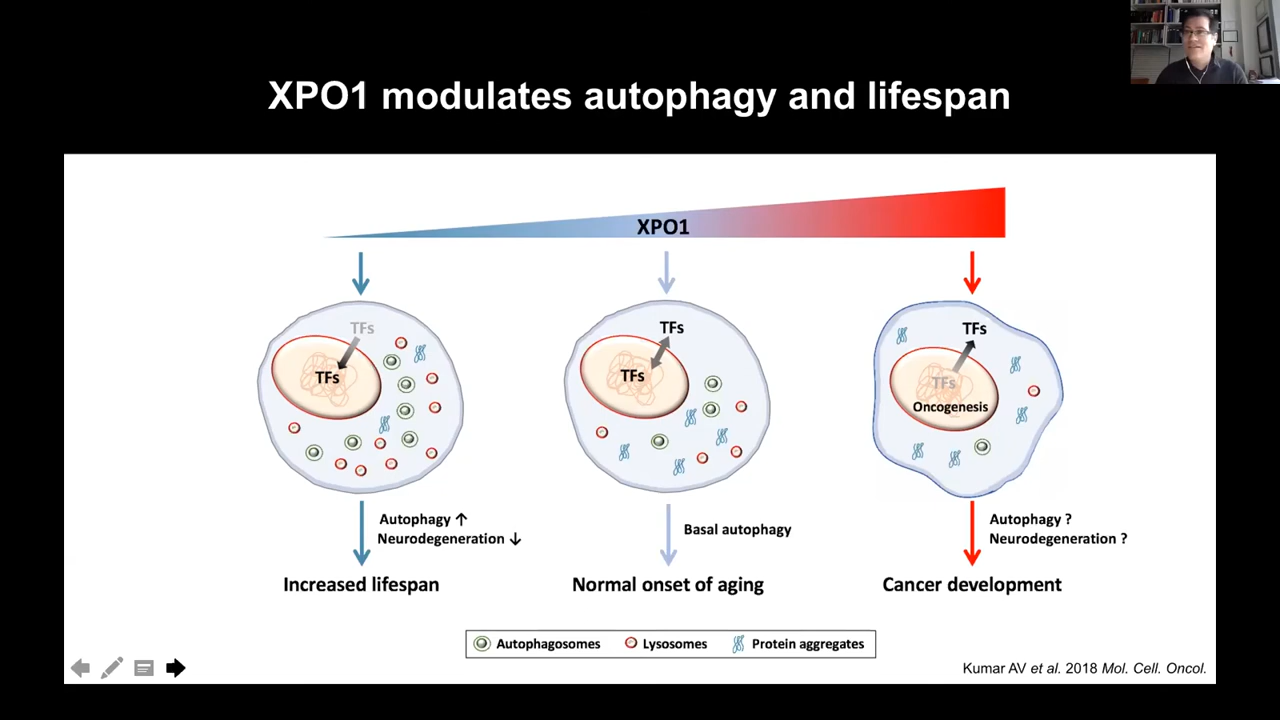 XPO1 modulates autophagy and lifespan
XPO1
TFs
TFs
TFs
TFs
TFs
TFs
Oncogenesis
Autophagy ↑
Neurodegeneration ↓
Basal autophagy
Autophagy ?
Neurodegeneration ?
Increased lifespan
Normal onset of aging
Cancer development
Autophagosomes
Lysosomes
Protein aggregates
Kumar AV et al. 2018 Mol. Cell. Oncol.